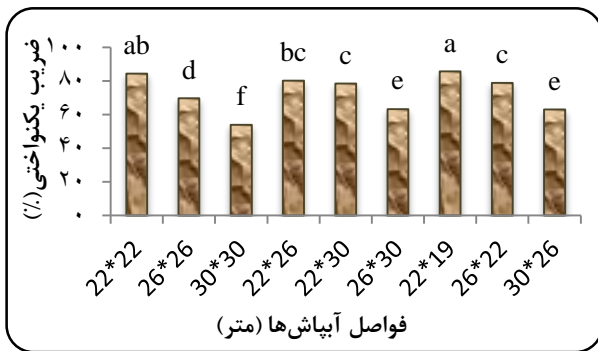 ضریب یکنواختی(٪)
۱۰۰
۸۰
۶۰
۴۰
۲۰
۰
ab d f bc c e a c e
22*22 26*26 30*30 22*26 22*30 26*30 22*19 26*22 30*26
فواصل آبپاش‌ها (متر)